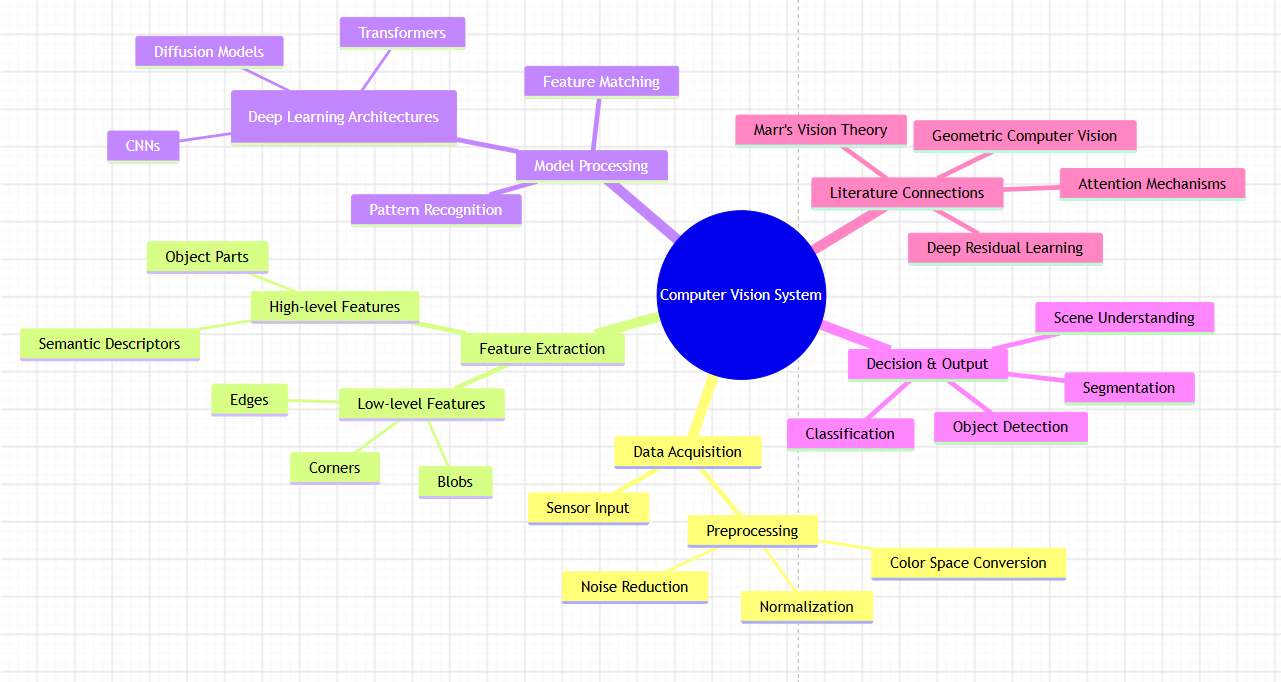 Transformers
Diffusion Models
Feature Matching
Deep Learning Architectures
CNNs
Model Processing
Pattern Recognition
Marr's Vision Theory
Geometric Computer Vision
Attention Mechanisms
Literature Connections
Deep Residual Learning
Computer Vision System
Object Parts
High-level Features
Semantic Descriptors
Feature Extraction
Edges
Low-level Features
Corners
Blobs
Scene Understanding
Decision & Output
Segmentation
Classification
Object Detection
Data Acquisition
Sensor Input
Preprocessing
Color Space Conversion
Noise Reduction
Normalization